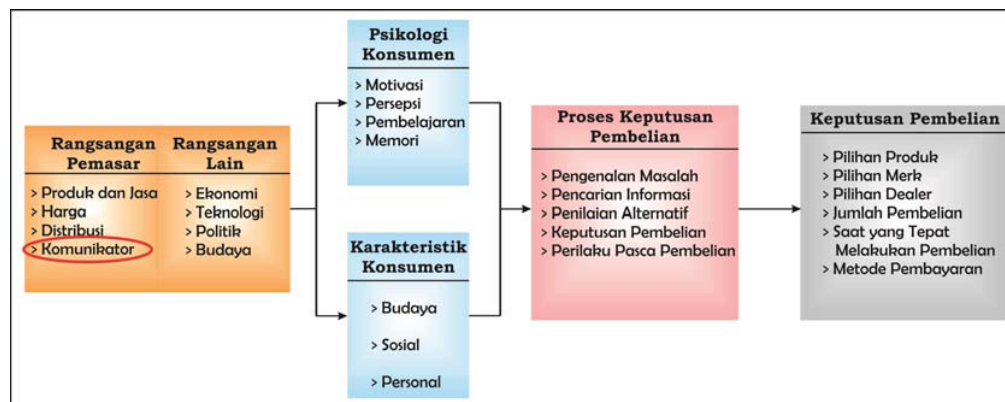 Rangsangan
Pemasar
> Produk dan Jasa
> Harga
> Distribusi
> Komunikator
Rangsangan
Lain
> Ekonomi
> Teknologi
> Politik
> Budaya
Psikologi
Konsumen
> Motivasi
> Persepsi
> Pembelajaran
> Memori
Karakteristik
Konsumen
> Budaya
> Sosial
> Personal
Proses Keputusan
Pembelian
> Pengenalan Masalah
> Pencarian Informasi
> Penilaian Alternatif
> Keputusan Pembelian
> Perilaku Pasca Pembelian
Keputusan Pembelian
> Pilihan Produk
> Pilihan Merk
> Pilihan Dealer
> Jumlah Pembelian
> Saat yang Tepat
Melakukan Pembelian
> Metode Pembayaran